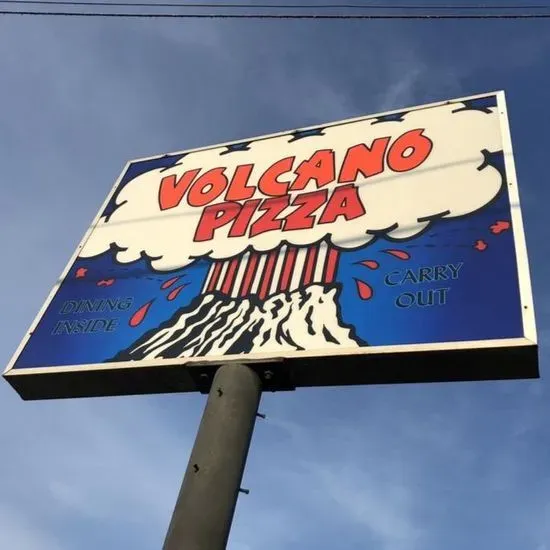 VOLCANO
PIZZA
DINING
INSIDE
CARRY
OUT